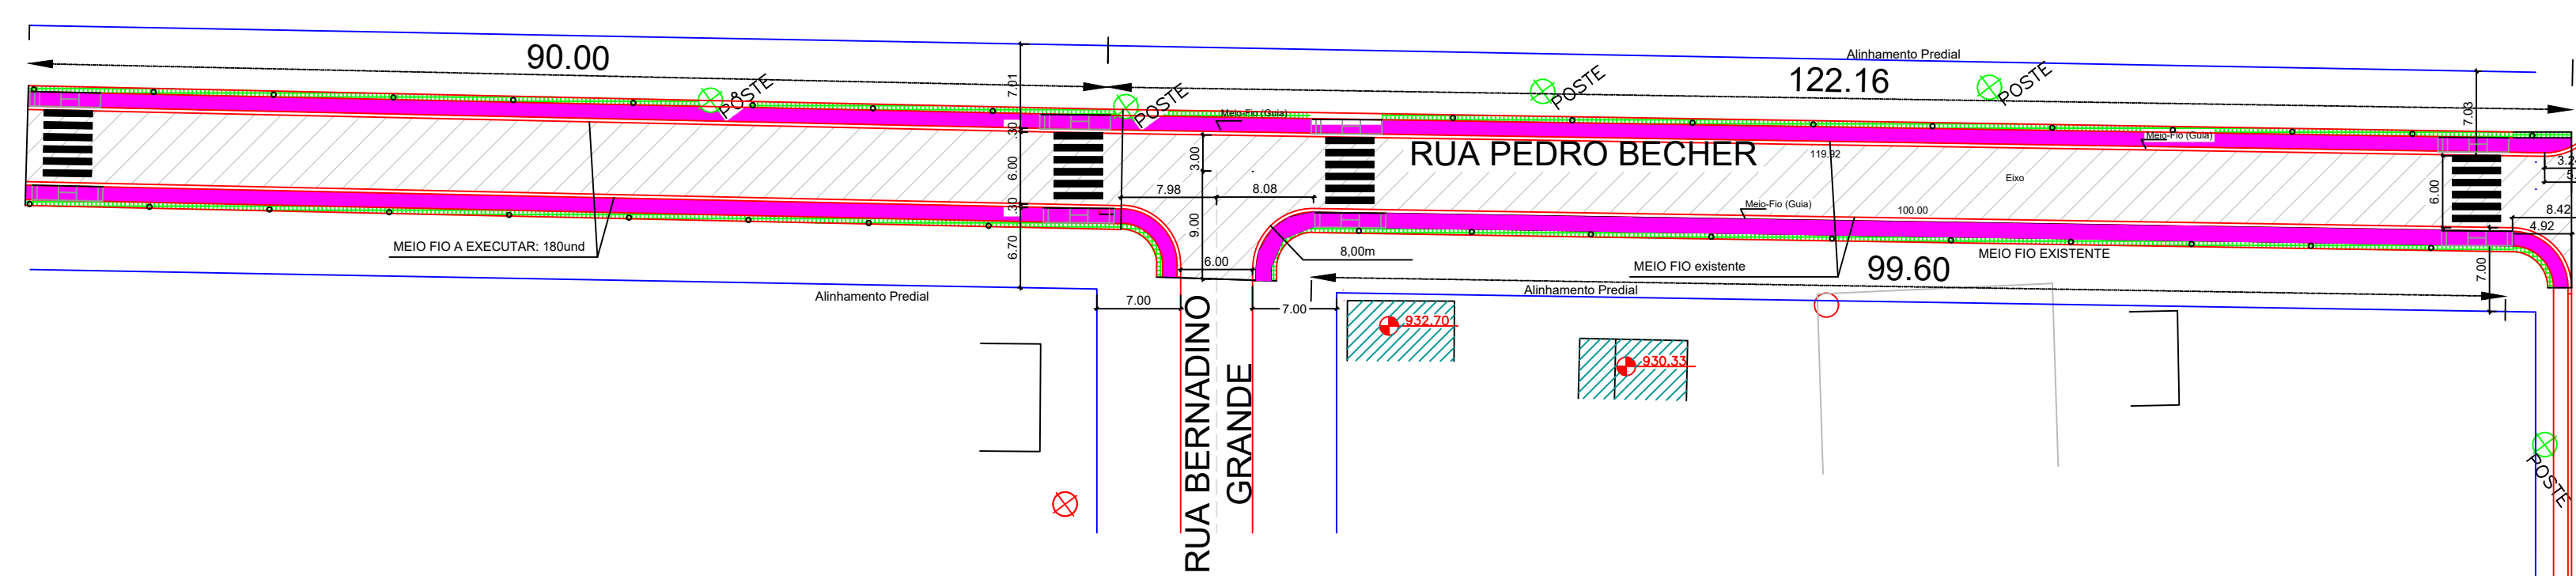 90.00
Alinhamento Predial
122.16
7.01
POSTE
POSTE
POSTE
POSTE
7.03
Meio-Fio (Guia)
.30
RUA PEDRO BECHER
Meio-Fio (Guia)
119.92
3.00
6.00
Eixo
7.98
8.08
6.00
.30
Meio-Fio (Guia)
100.00
8.42
4.92
9.00
MEIO FIO A EXECUTAR: 180und
6.70
8,00m
MEIO FIO EXISTENTE
6.00
MEIO FIO existente
99.60
7.00
Alinhamento Predial
Alinhamento Predial
7.00
7.00
932.70
930.33
RUA BERNADINO
GRANDE
POSTE